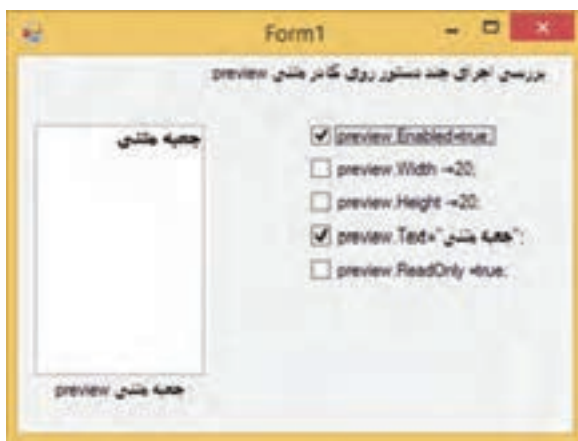 Form1
بررسی اجرای چند دستور روی کادر متنی preview
جعبه متنی
preview.Enabled=true;
preview.Width -=20;
preview.Height -=20;
preview.Text="جعبه متنی";
preview.ReadOnly =true;
جعبه متنی preview